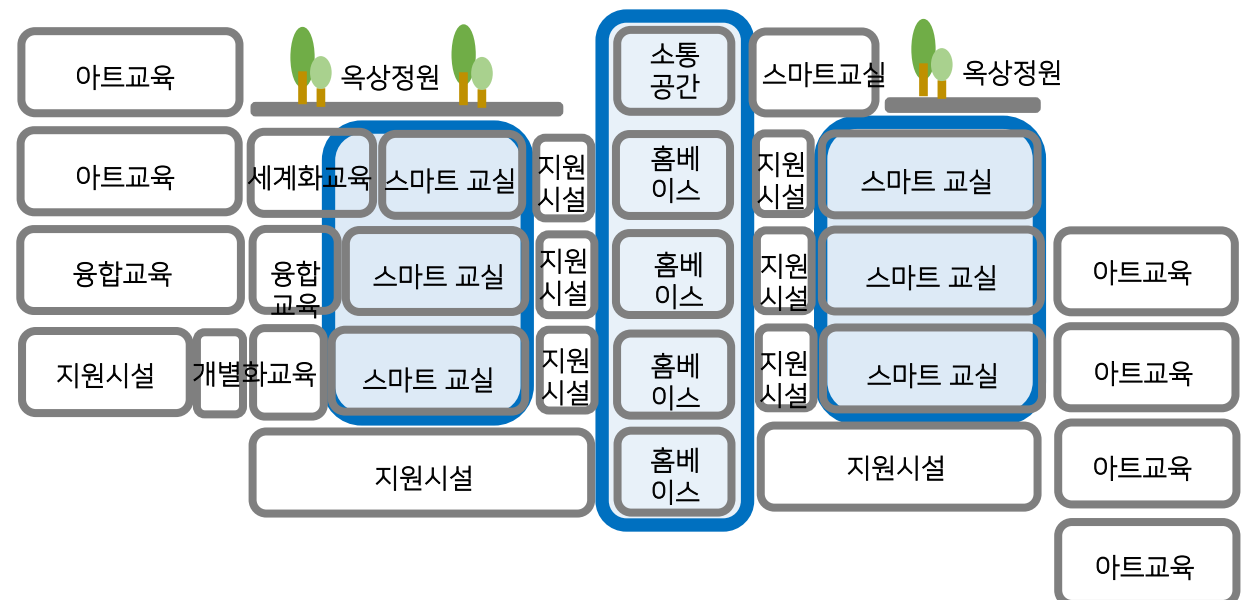 아트교육
옥상정원
소통
공간
스마트교실
옥상정원
아트교육
세계화교육
스마트 교실
지원
시설
홈베
이스
지원
시설
스마트 교실
융합교육
융합
교육
스마트 교실
지원
시설
홈베
이스
지원
시설
스마트 교실
아트교육
지원시설
개별화교육
스마트 교실
지원
시설
홈베
이스
지원
시설
스마트 교실
아트교육
지원시설
홈베
이스
지원시설
아트교육
아트교육